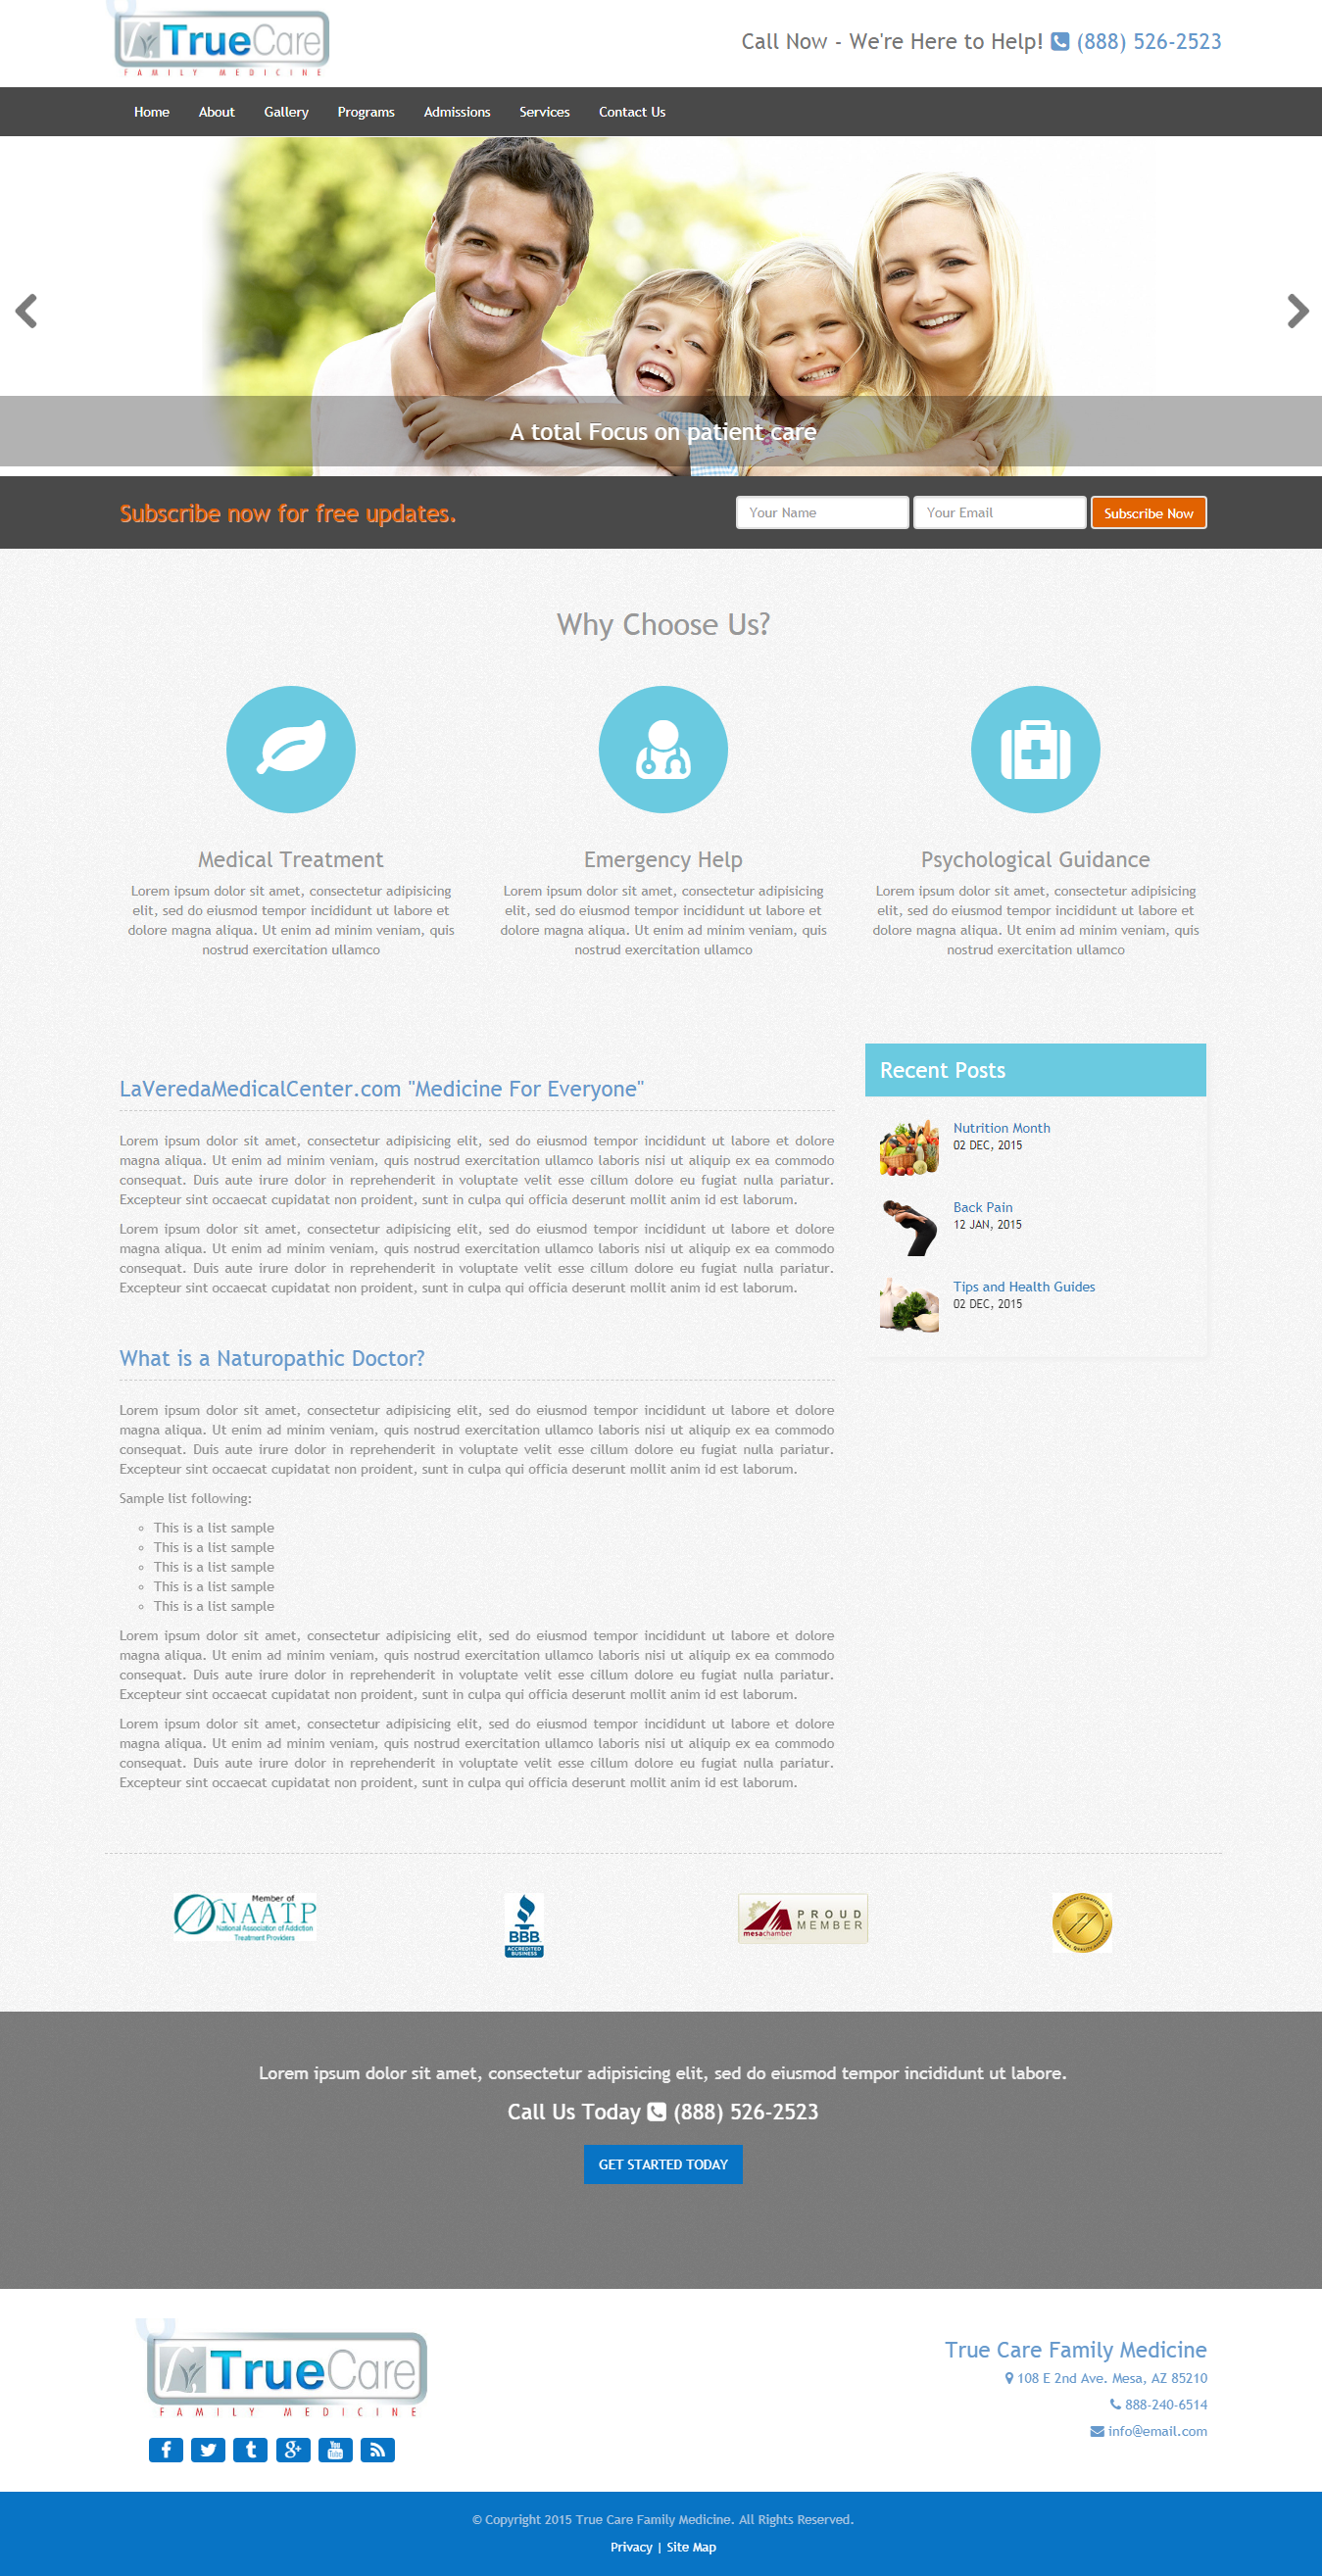 TrueCare
FAMILY MEDICINE
Call Now - We're Here to Help! (888) 526-2523
Home About Gallery Programs Admissions Services Contact Us
A total Focus on patient care
Subscribe now for free updates.
Your Name Your Email Subscribe Now
Why Choose Us?
Medical Treatment
Lorem ipsum dolor sit amet, consectetur adipisicing
elit, sed do eiusmod tempor incididunt ut labore et
dolore magna aliqua. Ut enim ad minim veniam, quis
nostrud exercitation ullamco
Emergency Help
Lorem ipsum dolor sit amet, consectetur adipisicing
elit, sed do eiusmod tempor incididunt ut labore et
dolore magna aliqua. Ut enim ad minim veniam, quis
nostrud exercitation ullamco
Psychological Guidance
Lorem ipsum dolor sit amet, consectetur adipisicing
elit, sed do eiusmod tempor incididunt ut labore et
dolore magna aliqua. Ut enim ad minim veniam, quis
nostrud exercitation ullamco
LaVeredaMedicalCenter.com "Medicine For Everyone"
Lorem ipsum dolor sit amet, consectetur adipisicing elit, sed do eiusmod tempor incididunt ut labore et dolore
magna aliqua. Ut enim ad minim veniam, quis nostrud exercitation ullamco laboris nisi ut aliquip ex ea commodo
consequat. Duis aute irure dolor in reprehenderit in voluptate velit esse cillum dolore eu fugiat nulla pariatur.
Excepteur sint occaecat cupidatat non proident, sunt in culpa qui officia deserunt mollit anim id est laborum.
Lorem ipsum dolor sit amet, consectetur adipisicing elit, sed do eiusmod tempor incididunt ut labore et dolore
magna aliqua. Ut enim ad minim veniam, quis nostrud exercitation ullamco laboris nisi ut aliquip ex ea commodo
consequat. Duis aute irure dolor in reprehenderit in voluptate velit esse cillum dolore eu fugiat nulla pariatur.
Excepteur sint occaecat cupidatat non proident, sunt in culpa qui officia deserunt mollit anim id est laborum.
What is a Naturopathic Doctor?
Lorem ipsum dolor sit amet, consectetur adipisicing elit, sed do eiusmod tempor incididunt ut labore et dolore
magna aliqua. Ut enim ad minim veniam, quis nostrud exercitation ullamco laboris nisi ut aliquip ex ea commodo
consequat. Duis aute irure dolor in reprehenderit in voluptate velit esse cillum dolore eu fugiat nulla pariatur.
Excepteur sint occaecat cupidatat non proident, sunt in culpa qui officia deserunt mollit anim id est laborum.
Sample list following:
This is a list sample
This is a list sample
This is a list sample
This is a list sample
This is a list sample
Lorem ipsum dolor sit amet, consectetur adipisicing elit, sed do eiusmod tempor incididunt ut labore et dolore
magna aliqua. Ut enim ad minim veniam, quis nostrud exercitation ullamco laboris nisi ut aliquip ex ea commodo
consequat. Duis aute irure dolor in reprehenderit in voluptate velit esse cillum dolore eu fugiat nulla pariatur.
Excepteur sint occaecat cupidatat non proident, sunt in culpa qui officia deserunt mollit anim id est laborum.
Lorem ipsum dolor sit amet, consectetur adipisicing elit, sed do eiusmod tempor incididunt ut labore et dolore
magna aliqua. Ut enim ad minim veniam, quis nostrud exercitation ullamco laboris nisi ut aliquip ex ea commodo
consequat. Duis aute irure dolor in reprehenderit in voluptate velit esse cillum dolore eu fugiat nulla pariatur.
Excepteur sint occaecat cupidatat non proident, sunt in culpa qui officia deserunt mollit anim id est laborum.
Recent Posts
Nutrition Month
02 DEC, 2015
Back Pain
12 JAN, 2015
Tips and Health Guides
02 DEC, 2015
Member of
NAATP
National Association of Addiction
Treatment Providers
BBB
ACCREDITED
BUSINESS
mesachamber
PROUD
MEMBER
Lorem ipsum dolor sit amet, consectetur adipisicing elit, sed do eiusmod tempor incididunt ut labore.
Call Us Today (888) 526-2523
GET STARTED TODAY
TrueCare
FAMILY MEDICINE
You Tube
True Care Family Medicine
108 E 2nd Ave. Mesa, AZ 85210
888-240-6514
info@email.com
© Copyright 2015 True Care Family Medicine. All Rights Reserved.
Privacy | Site Map